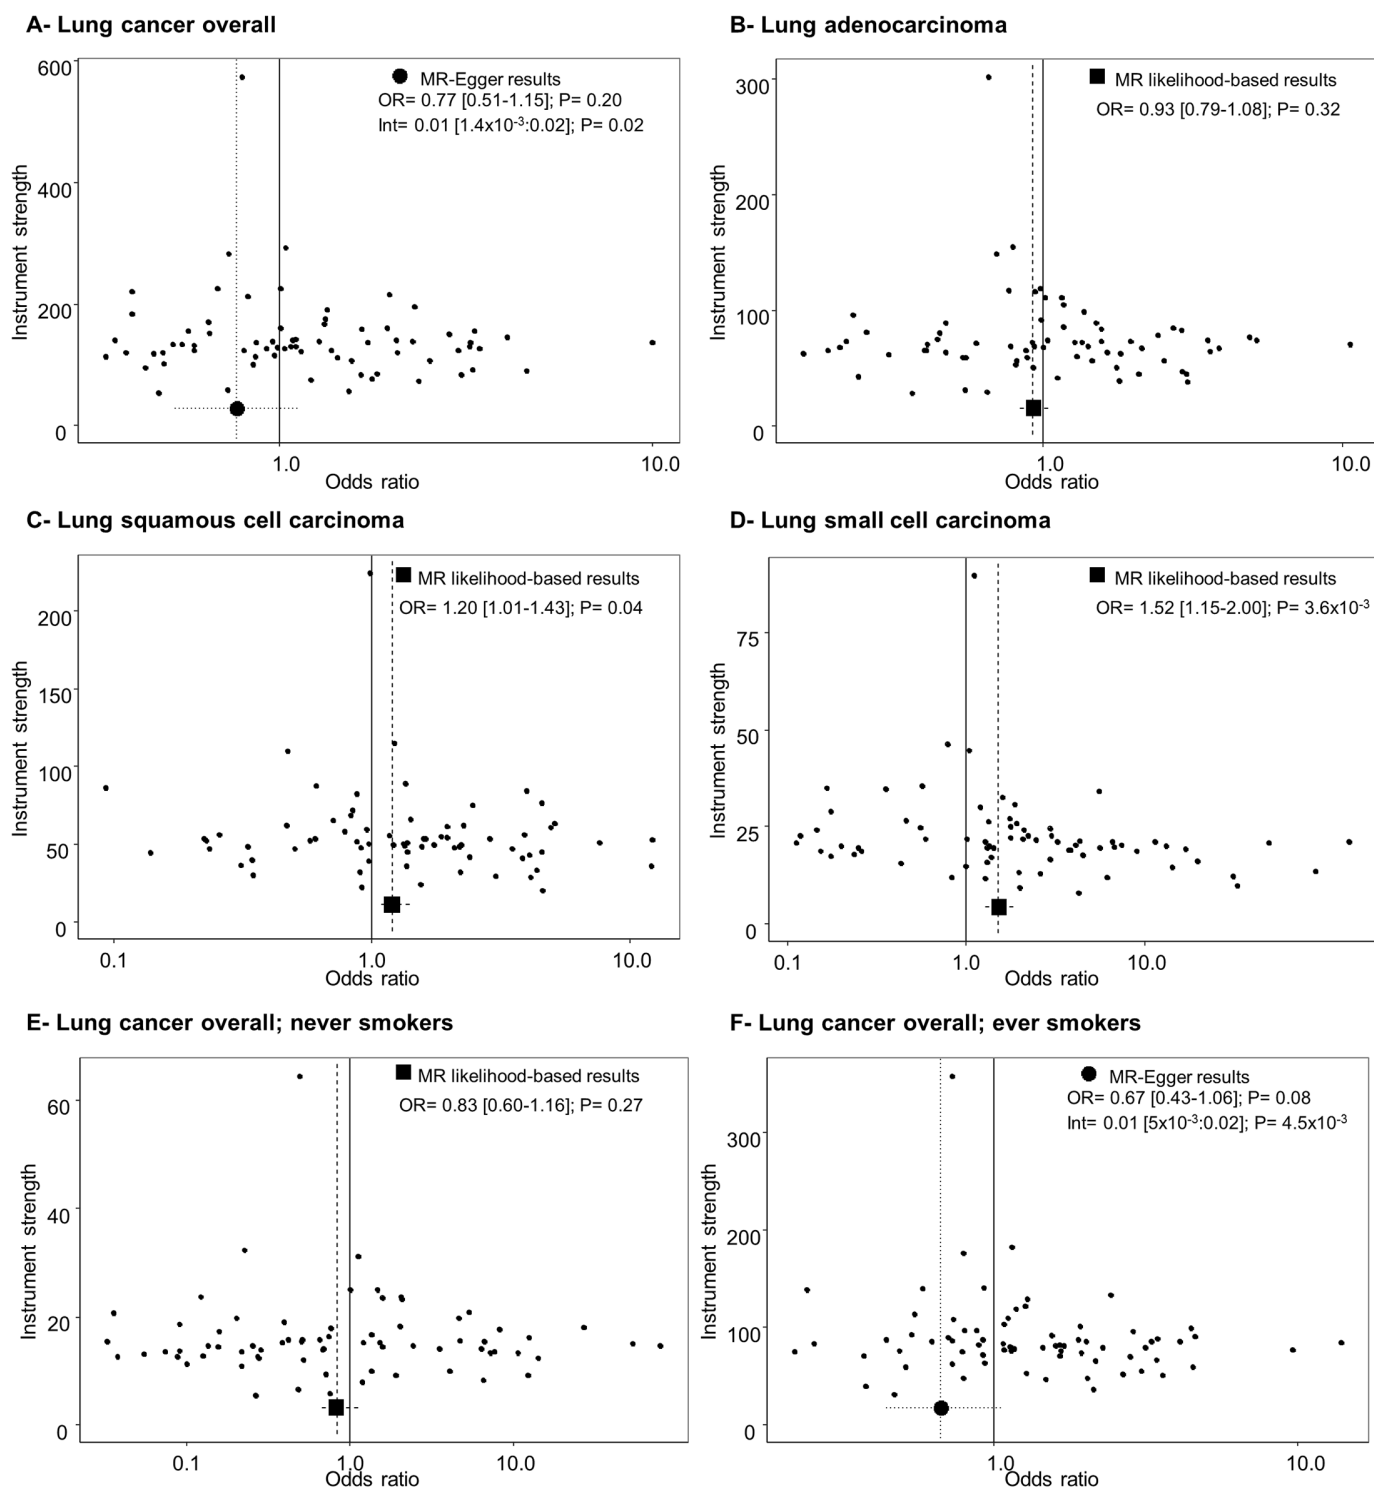 A- Lung cancer overall
600
400
200
0
Instrument strength
MR-Egger results
OR= 0.77 [0.51-1.15]; P= 0.20
Int= 0.01 [1.4x10⁻³:0.02]; P= 0.02
1.0
10.0
Odds ratio
B- Lung adenocarcinoma
300
200
100
0
Instrument strength
MR likelihood-based results
OR= 0.93 [0.79-1.08]; P= 0.32
1.0
10.0
Odds ratio
C- Lung squamous cell carcinoma
200
150
100
50
0
Instrument strength
MR likelihood-based results
OR= 1.20 [1.01-1.43]; P= 0.04
0.1
1.0
10.0
Odds ratio
D- Lung small cell carcinoma
75
50
25
0
Instrument strength
MR likelihood-based results
OR= 1.52 [1.15-2.00]; P= 3.6x10⁻³
0.1
1.0
10.0
Odds ratio
E- Lung cancer overall; never smokers
60
40
20
0
Instrument strength
MR likelihood-based results
OR= 0.83 [0.60-1.16]; P= 0.27
0.1
1.0
10.0
Odds ratio
F- Lung cancer overall; ever smokers
300
200
100
0
Instrument strength
MR-Egger results
OR= 0.67 [0.43-1.06]; P= 0.08
Int= 0.01 [5x10⁻³:0.02]; P= 4.5x10⁻³
1.0
10.0
Odds ratio